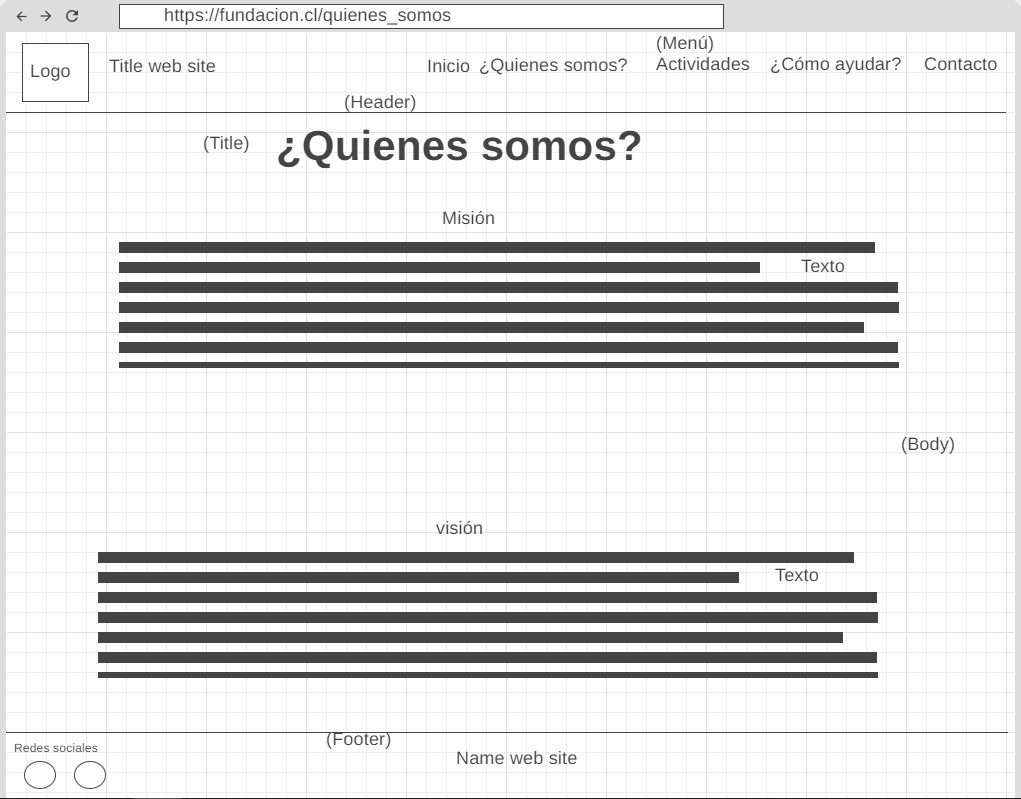 https://fundacion.cl/quienes_somos
(Menú)
Logo
Title web site
Inicio
¿Quienes somos?
Actividades
¿Cómo ayudar?
Contacto
(Header)
(Title)
¿Quienes somos?
Misión
Texto
(Body)
visión
Texto
(Footer)
Redes sociales
Name web site